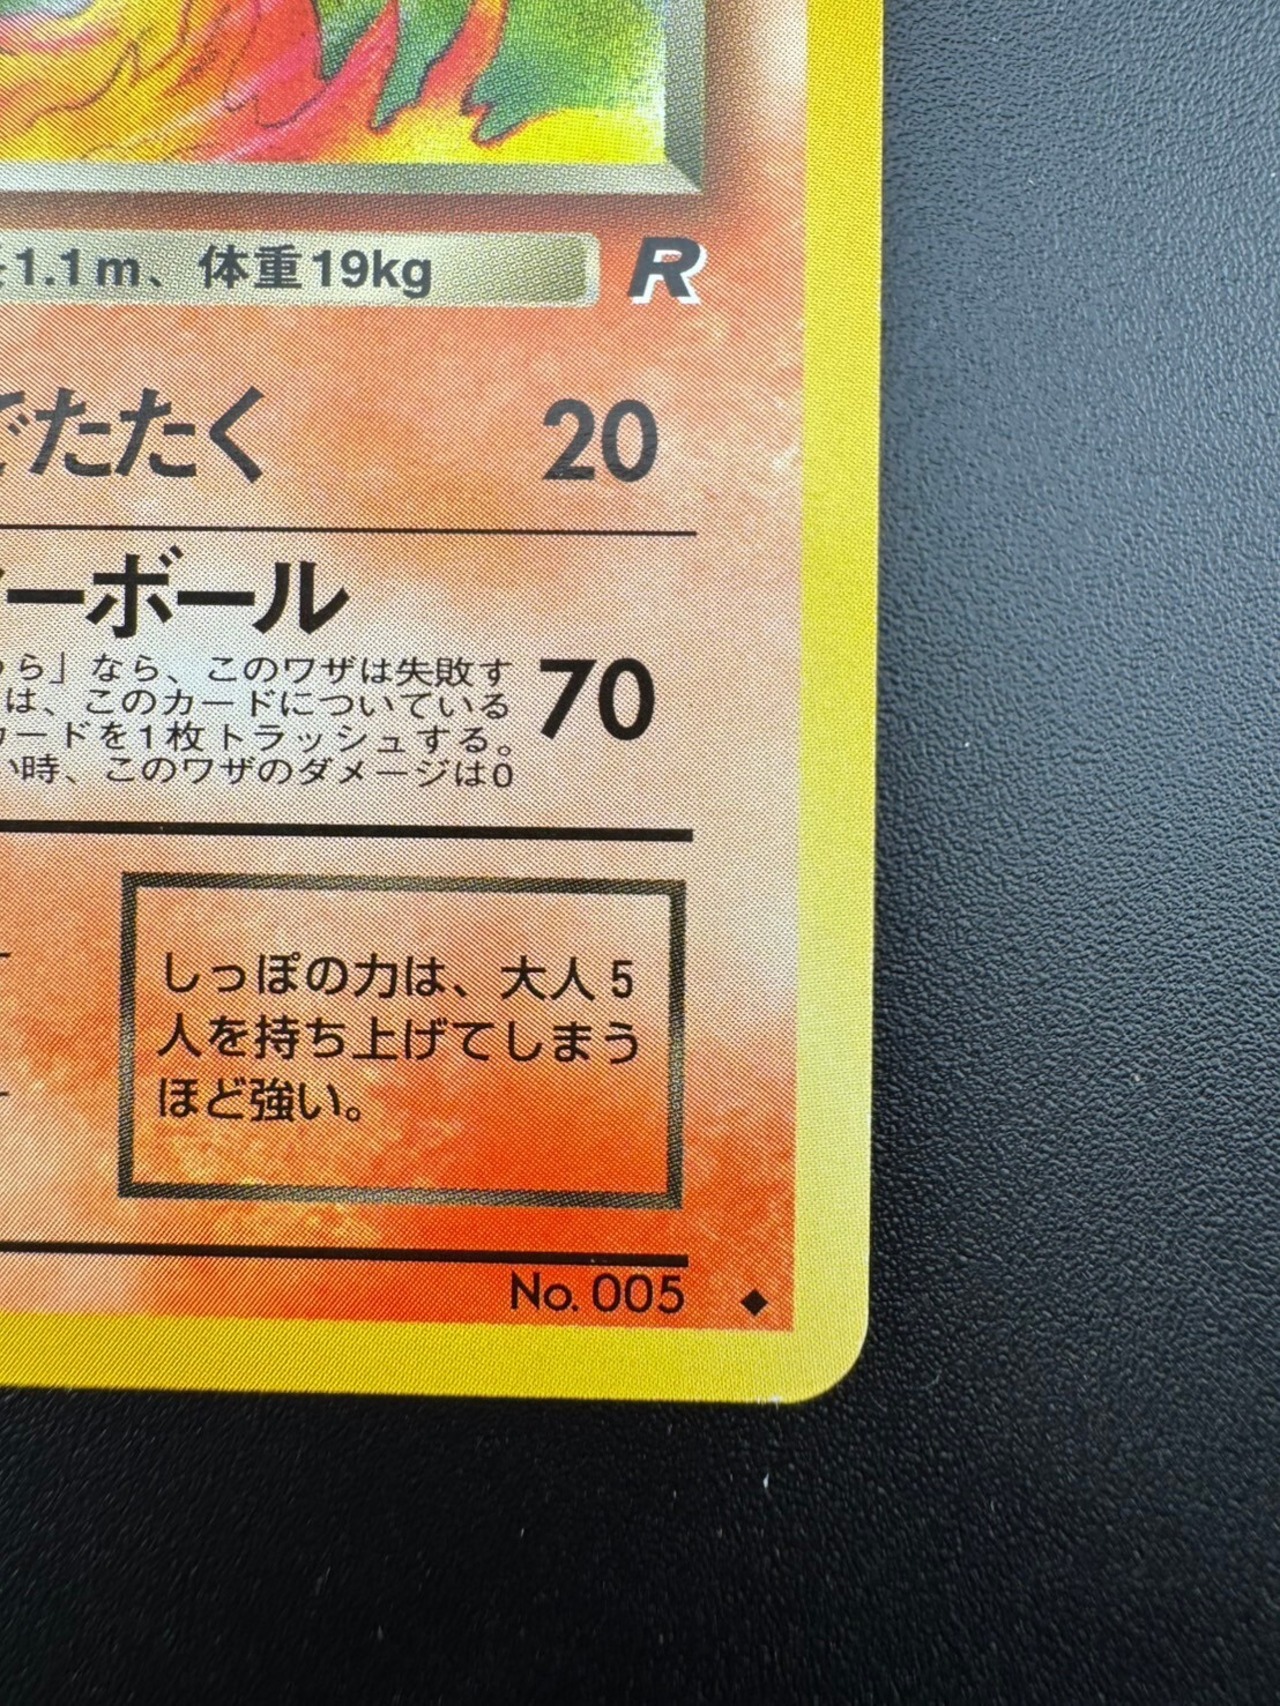 1.1m、体重19kg
R
でたたく 20
ーボール
ら」なら、このワザは失敗す
は、このカードについている
70
カードを1枚トラッシュする。
い時、このワザのダメージは0
しっぽの力は、大人5
人を持ち上げてしまう
ほど強い。
No. 005 ◆